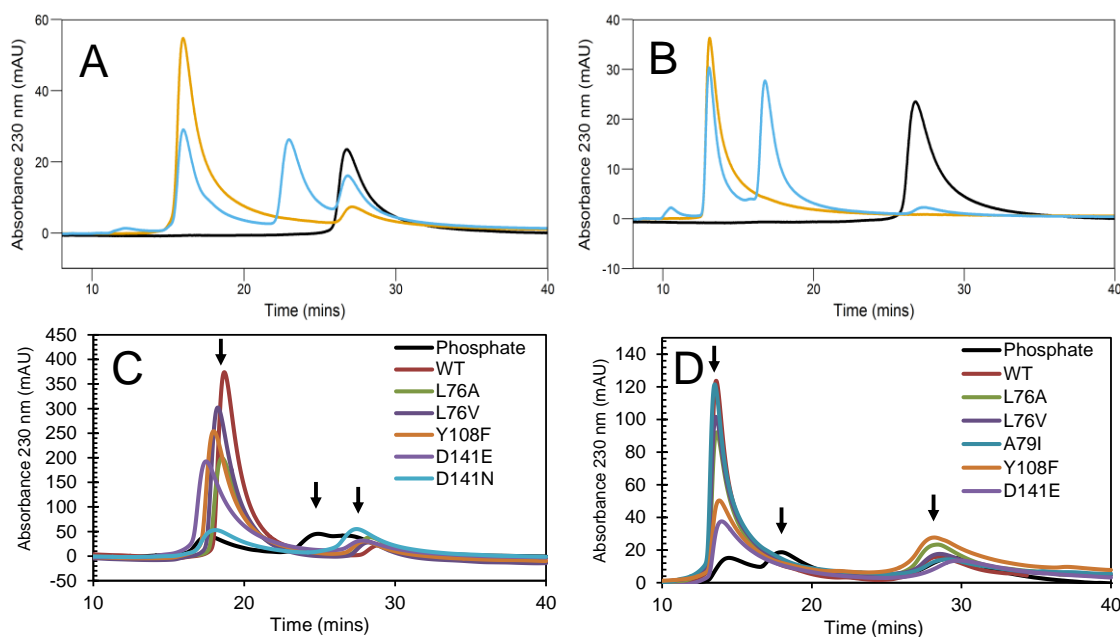 A
Absorbance 230 nm (mAU)
60
40
20
0
10
20
30
40
Time (mins)
B
Absorbance 230 nm (mAU)
40
30
20
10
0
-10
10
20
30
40
Time (mins)
C
Absorbance 230 nm (mAU)
450
400
350
300
250
200
150
100
50
0
-50
10
20
30
40
Time (mins)
Phosphate
WT
L76A
L76V
Y108F
D141E
D141N
D
Absorbance 230 nm (mAU)
140
120
100
80
60
40
20
0
10
20
30
40
Time (mins)
Phosphate
WT
L76A
L76V
A79I
Y108F
D141E